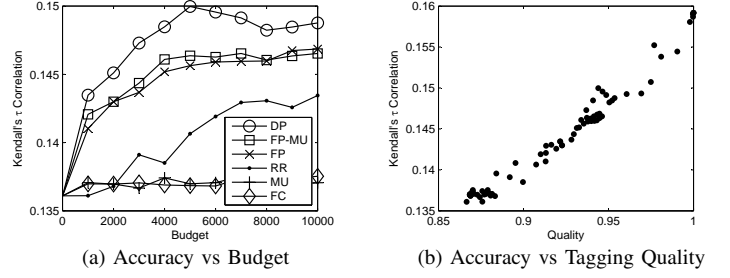 0.15
0.145
0.14
0.135
Kendall's τ Correlation
0 2000 4000 6000 8000 10000
Budget
DP
FP-MU
FP
RR
MU
FC
(a) Accuracy vs Budget
0.16
0.155
0.15
0.145
0.14
0.135
Kendall's τ Correlation
0.85 0.9 0.95 1
Quality
(b) Accuracy vs Tagging Quality